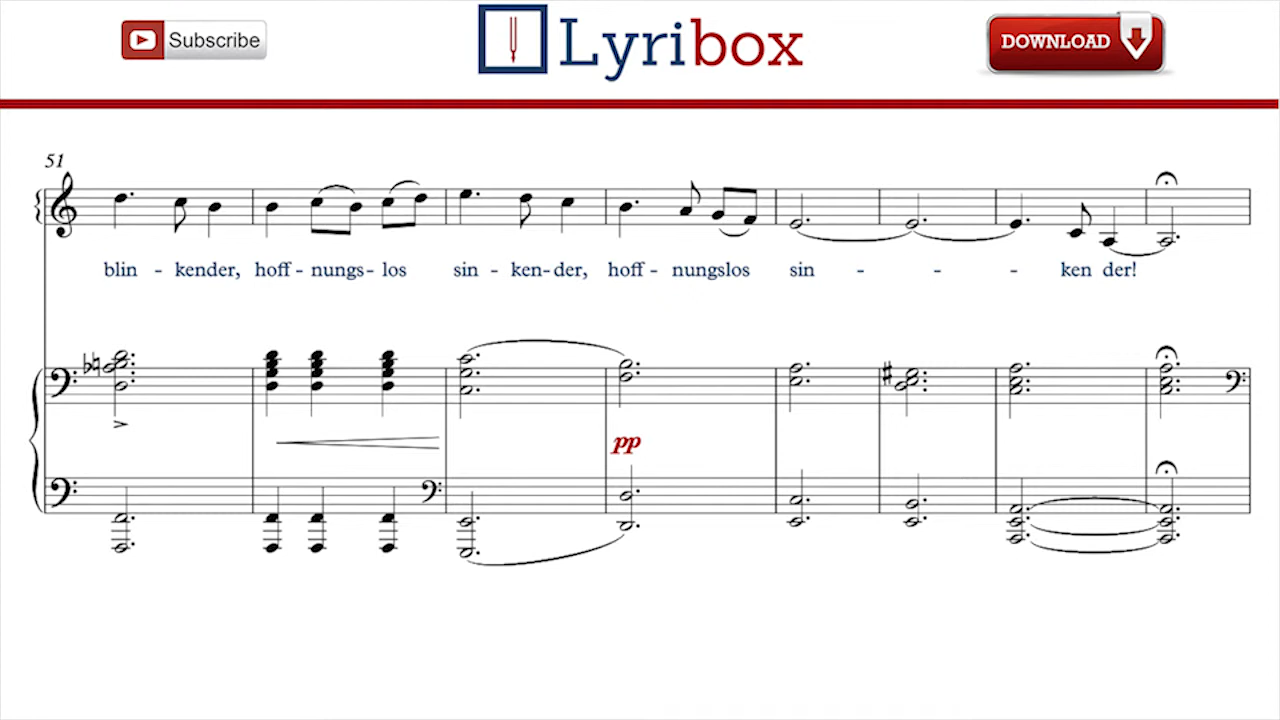 Subscribe
Lyribox
DOWNLOAD
51
blin - kender, hoff - nungs - los sin - ken - der, hoff - nungslos sin - - - ken der!
pp